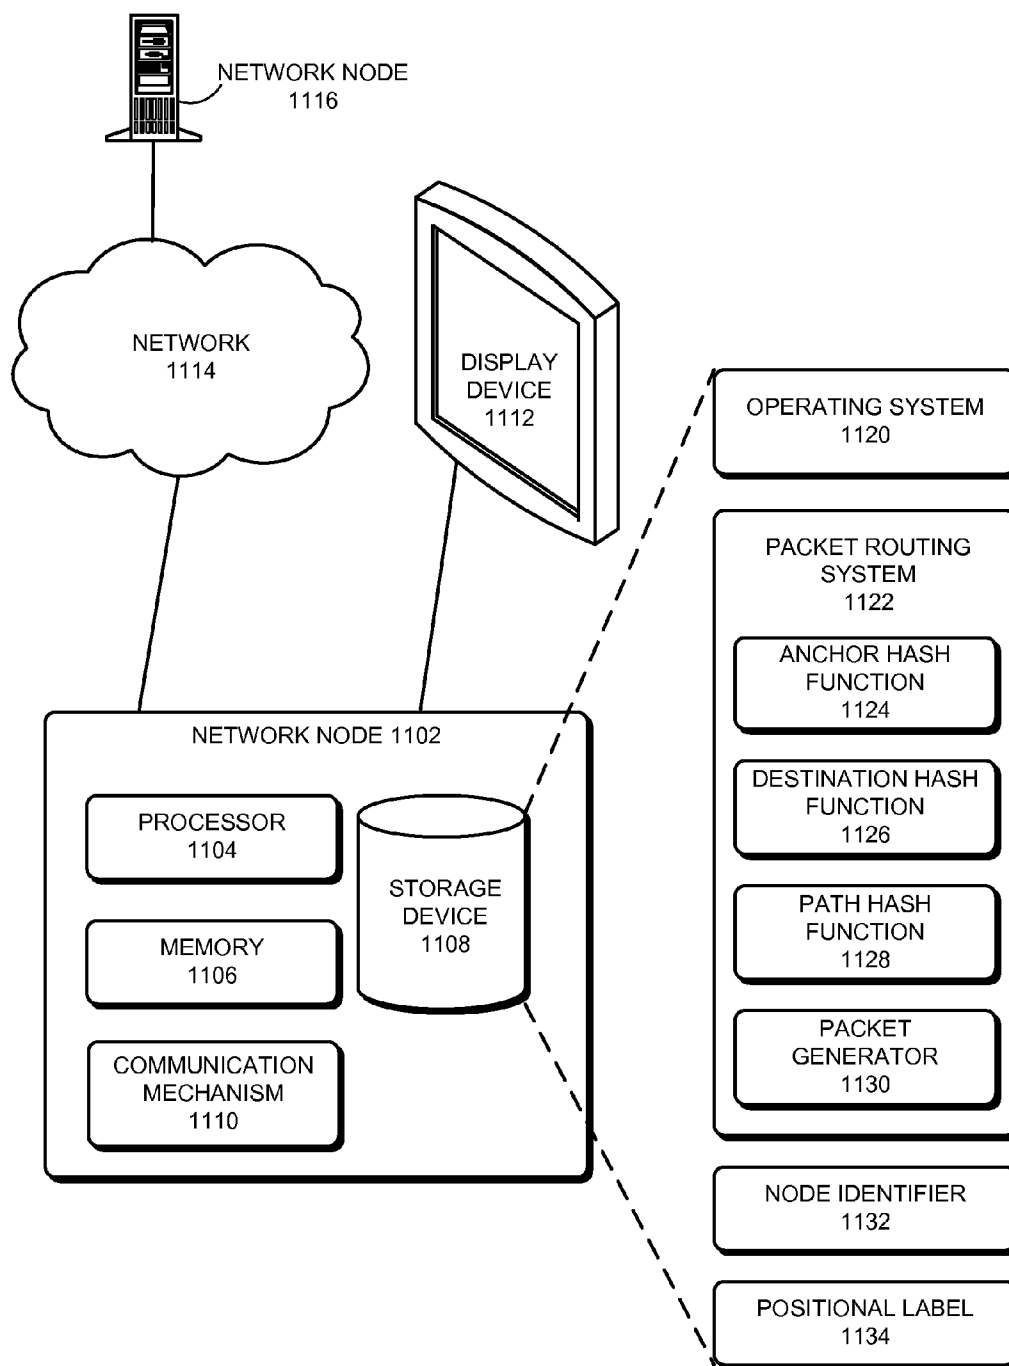 NETWORK NODE
1116
NETWORK
1114
DISPLAY
DEVICE
1112
NETWORK NODE 1102
PROCESSOR
1104
MEMORY
1106
COMMUNICATION
MECHANISM
1110
STORAGE
DEVICE
1108
OPERATING SYSTEM
1120
PACKET ROUTING
SYSTEM
1122
ANCHOR HASH
FUNCTION
1124
DESTINATION HASH
FUNCTION
1126
PATH HASH
FUNCTION
1128
PACKET
GENERATOR
1130
NODE IDENTIFIER
1132
POSITIONAL LABEL
1134